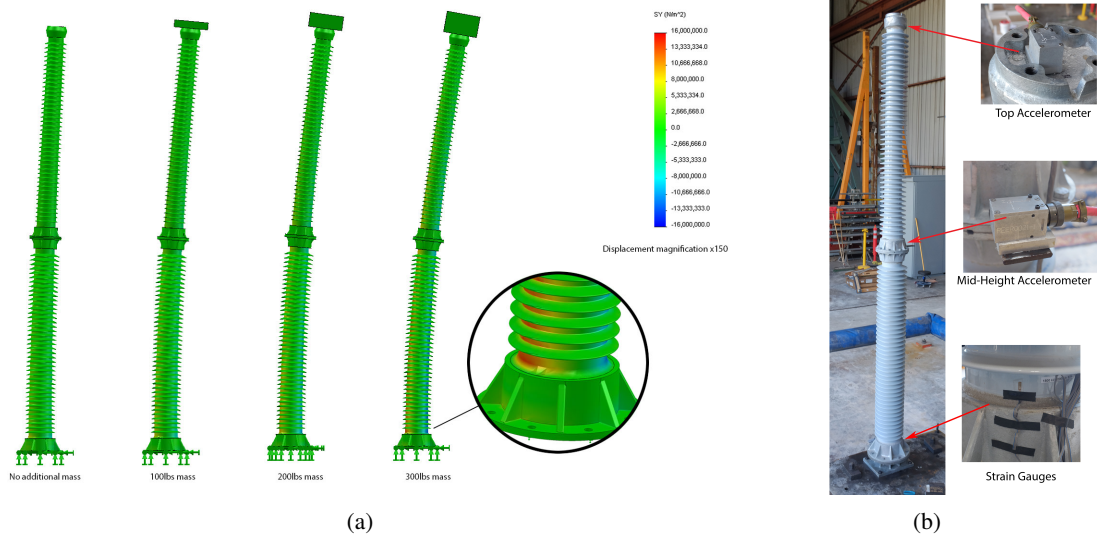 SY (N/m^2)
16,000,000.0
13,333,334.0
10,666,668.0
8,000,000.0
5,333,334.0
2,666,666.0
0.0
-2,666,666.0
-5,333,333.0
-8,000,000.0
-10,666,666.0
-13,333,333.0
-16,000,000.0
Displacement magnification x150
No additional mass
100lbs mass
200lbs mass
300lbs mass
(a)
Top Accelerometer
Mid-Height Accelerometer
Strain Gauges
(b)